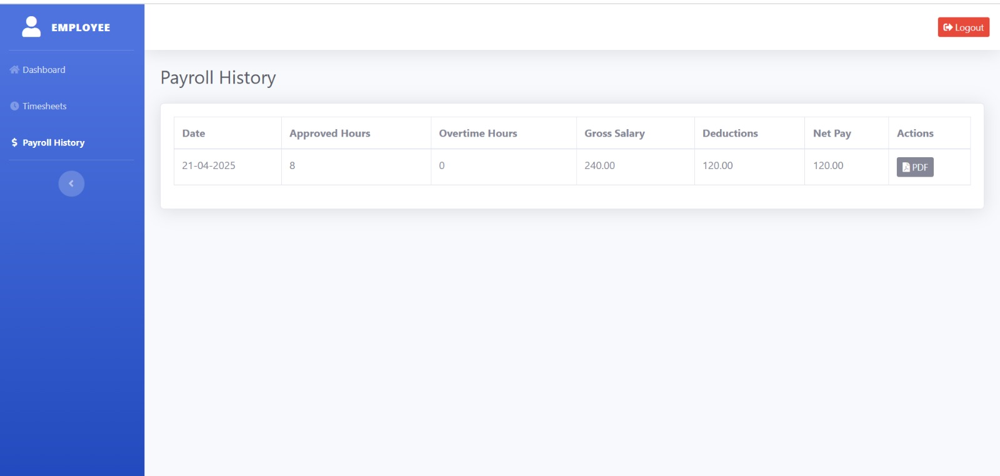 EMPLOYEE
Logout
Dashboard
Timesheets
Payroll History
Payroll History
Date Approved Hours Overtime Hours Gross Salary Deductions Net Pay Actions
21-04-2025 8 0 240.00 120.00 120.00 PDF